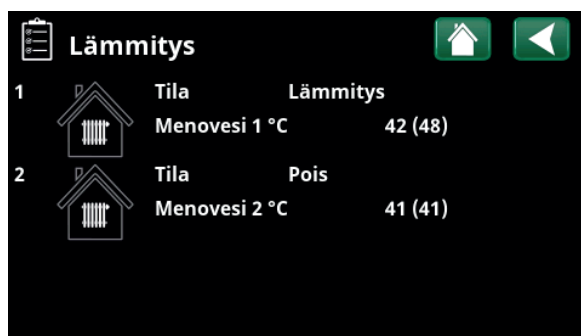 Lämmitys
1 Tila Lämmitys
Menovesi 1 °C 42 (48)
2 Tila Pois
Menovesi 2 °C 41 (41)